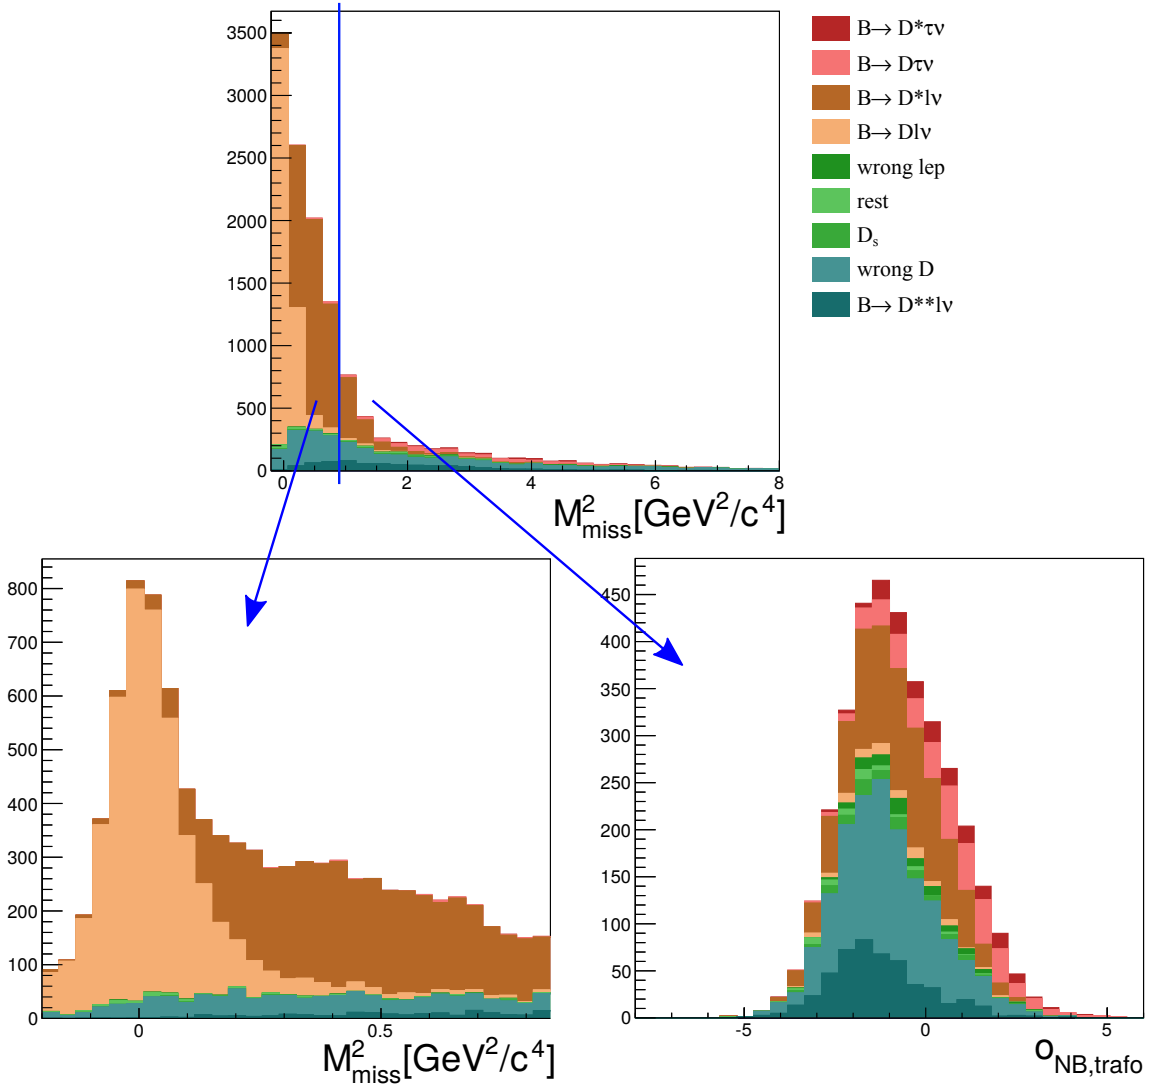 3500
3000
2500
2000
1500
1000
500
0
0 2 4 6 8
M²miss[GeV²/c⁴]
B→ D*τν
B→ Dτν
B→ D*lν
B→ Dlν
wrong lep
rest
Dₛ
wrong D
B→ D**lν
800
700
600
500
400
300
200
100
0
0 0.5
M²miss[GeV²/c⁴]
450
400
350
300
250
200
150
100
50
0
-5 0 5
oNB,trafo